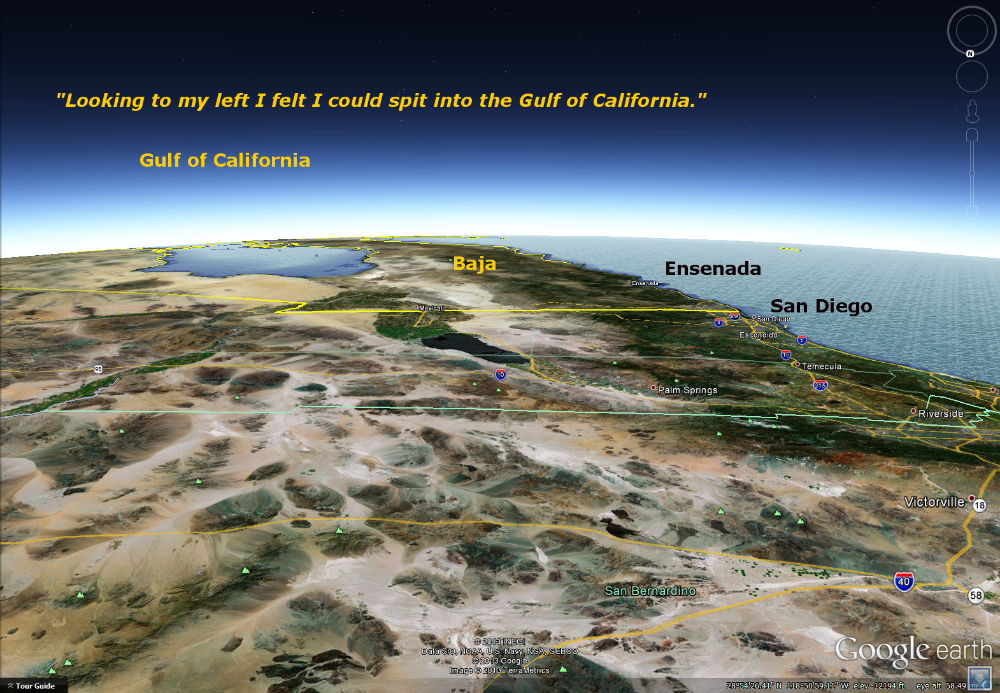 N
"Looking to my left I felt I could spit into the Gulf of California."
Gulf of California
Baja
Ensenada
Ensenada
San Diego
Mexicali
805
San Diego
8
Escondido
5
15
95
Temecula
10
215
Palm Springs
Riverside
Victorville
18
40
San Bernardino
58
© 2013 INEGI
Data SIO, NOAA, U.S. Navy, NGA, GEBCO
© 2013 Google
Image © 2013 TerraMetrics
Google earth
Tour Guide
28°54'26.41" N 118°50'59.11" W elev -12194 ft eye alt 58.49 mi